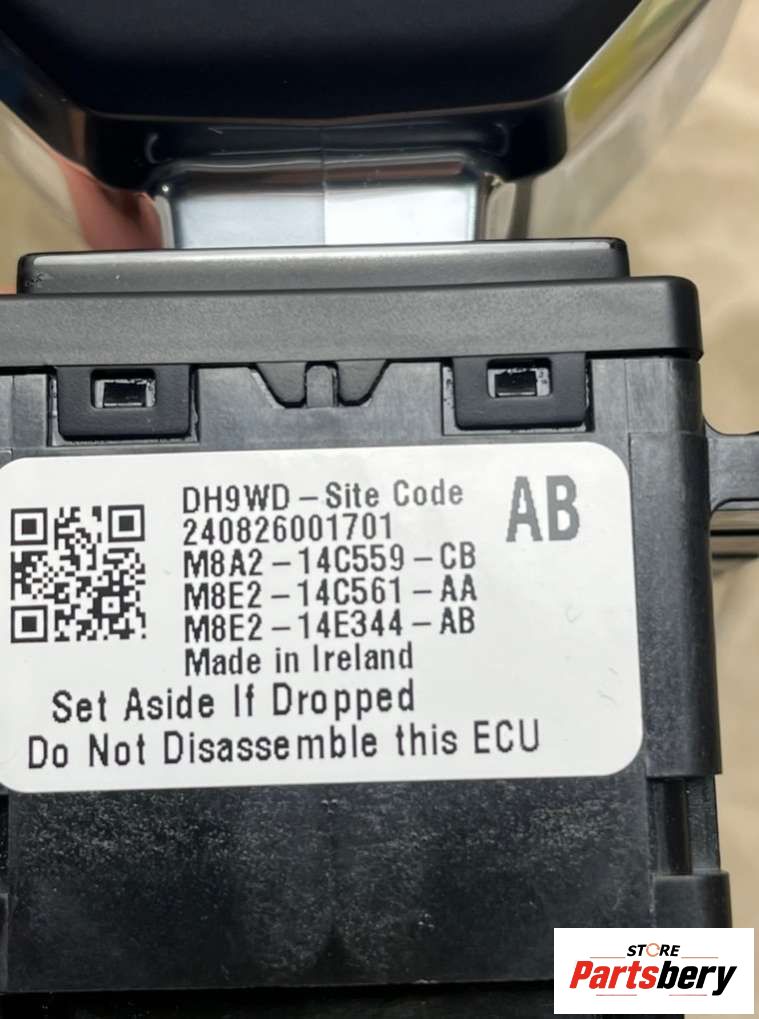 DH9WD-Site Code
AB
240826001701
M8A2-14C559-CB
M8E2-14C561-AA
M8E2-14E344-AB
Made in Ireland
Set Aside If Dropped
Do Not Disassemble this ECU
STORE
Partsbery